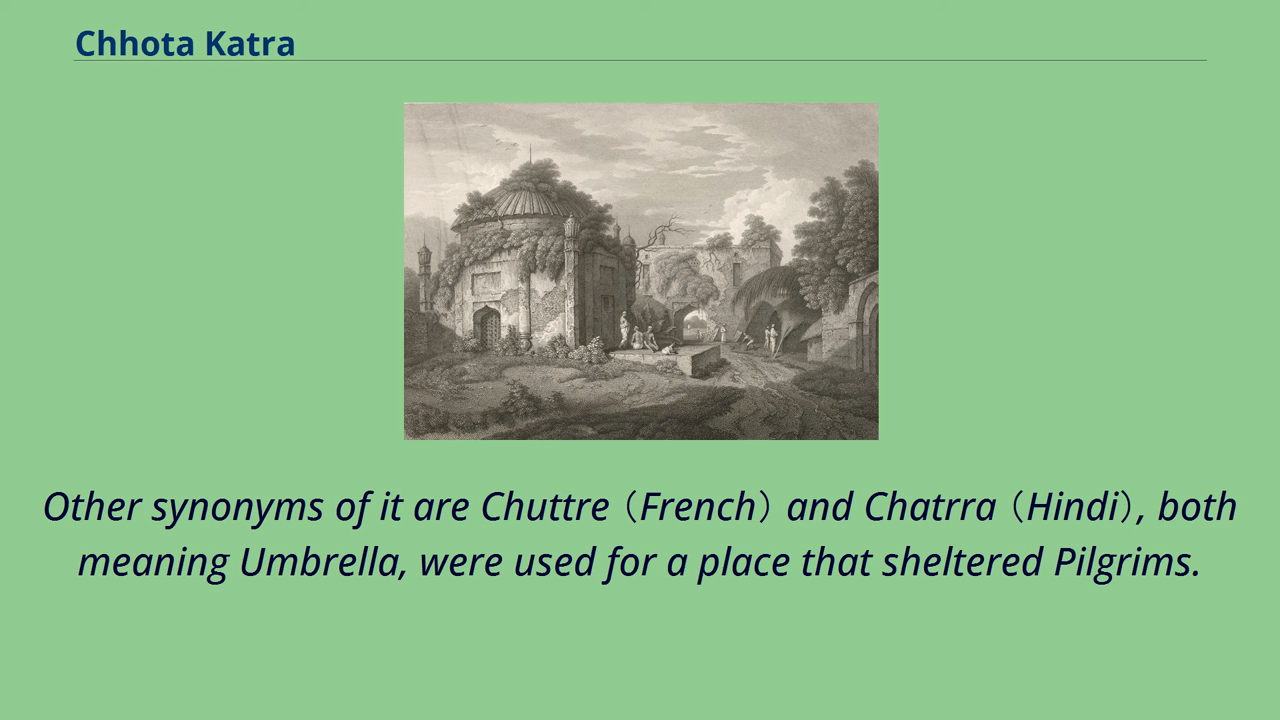 Chhota Katra
Other synonyms of it are Chuttre (French) and Chatrra (Hindi), both
meaning Umbrella, were used for a place that sheltered Pilgrims.